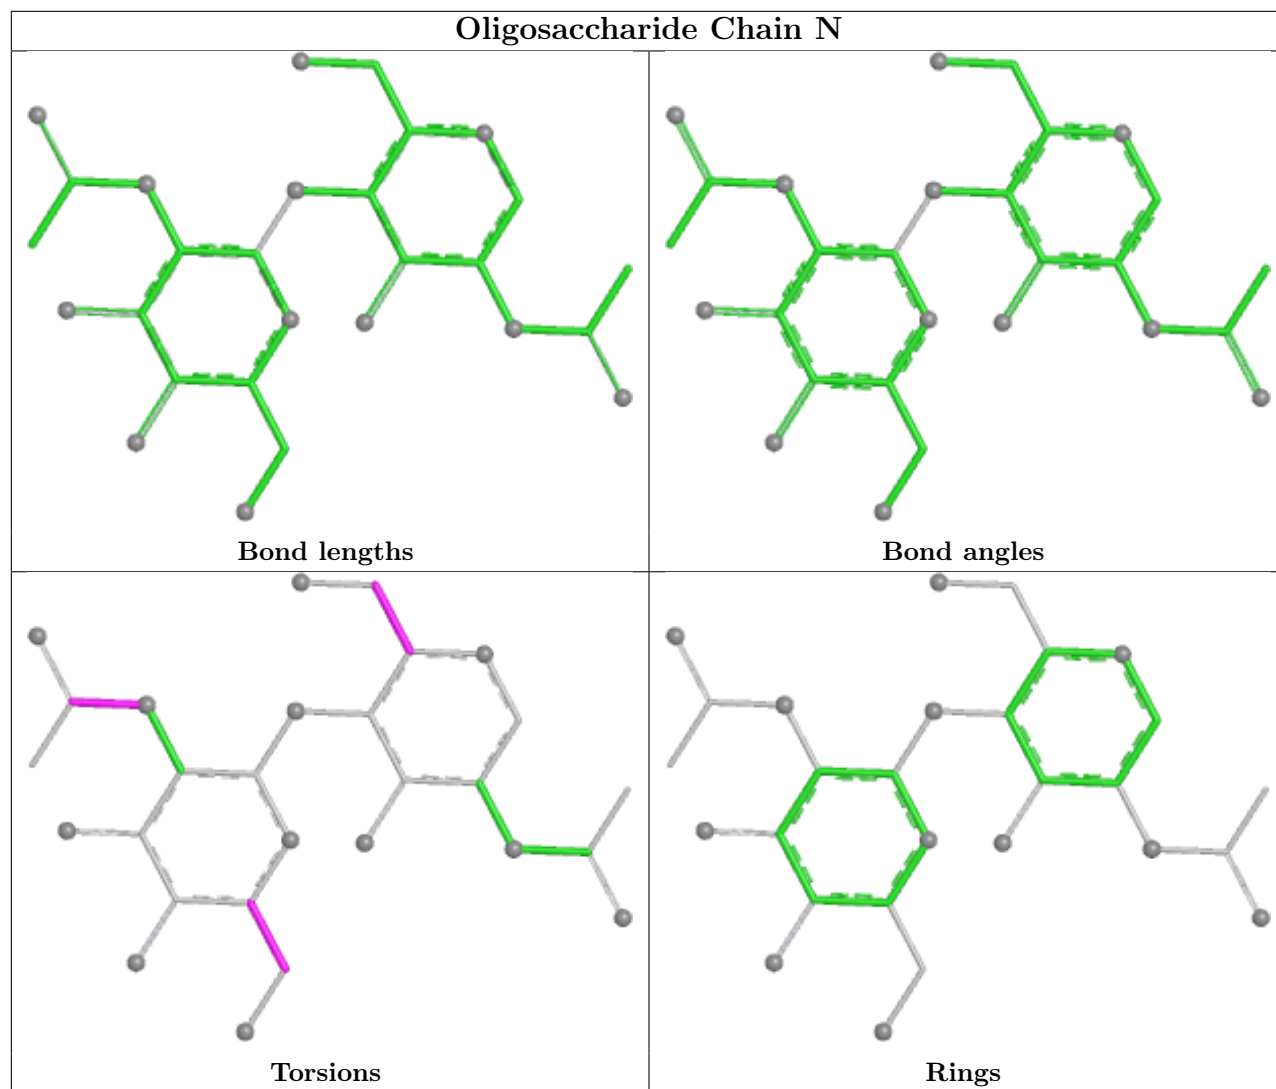 Oligosaccharide Chain N
Bond lengths
Bond angles
Torsions
Rings